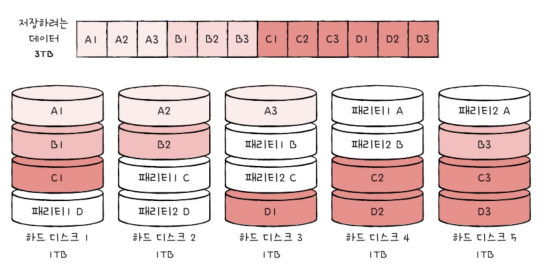 저장하려는
데이터
3TB
A1 A2 A3 B1 B2 B3 C1 C2 C3 D1 D2 D3
A1 A2 A3 패리티1 A 패리티2 A
B1 B2 패리티1 B 패리티2 B B3
C1 패리티1 C 패리티2 C C2 C3
패리티1 D 패리티2 D D1 D2 D3
하드 디스크 1 하드 디스크 2 하드 디스크 3 하드 디스크 4 하드 디스크 5
1TB 1TB 1TB 1TB 1TB